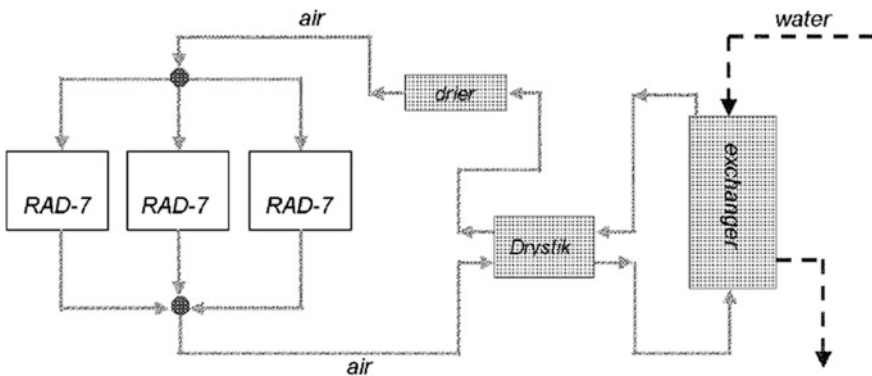 air
water
drier
RAD-7
RAD-7
RAD-7
exchanger
Drystik
air